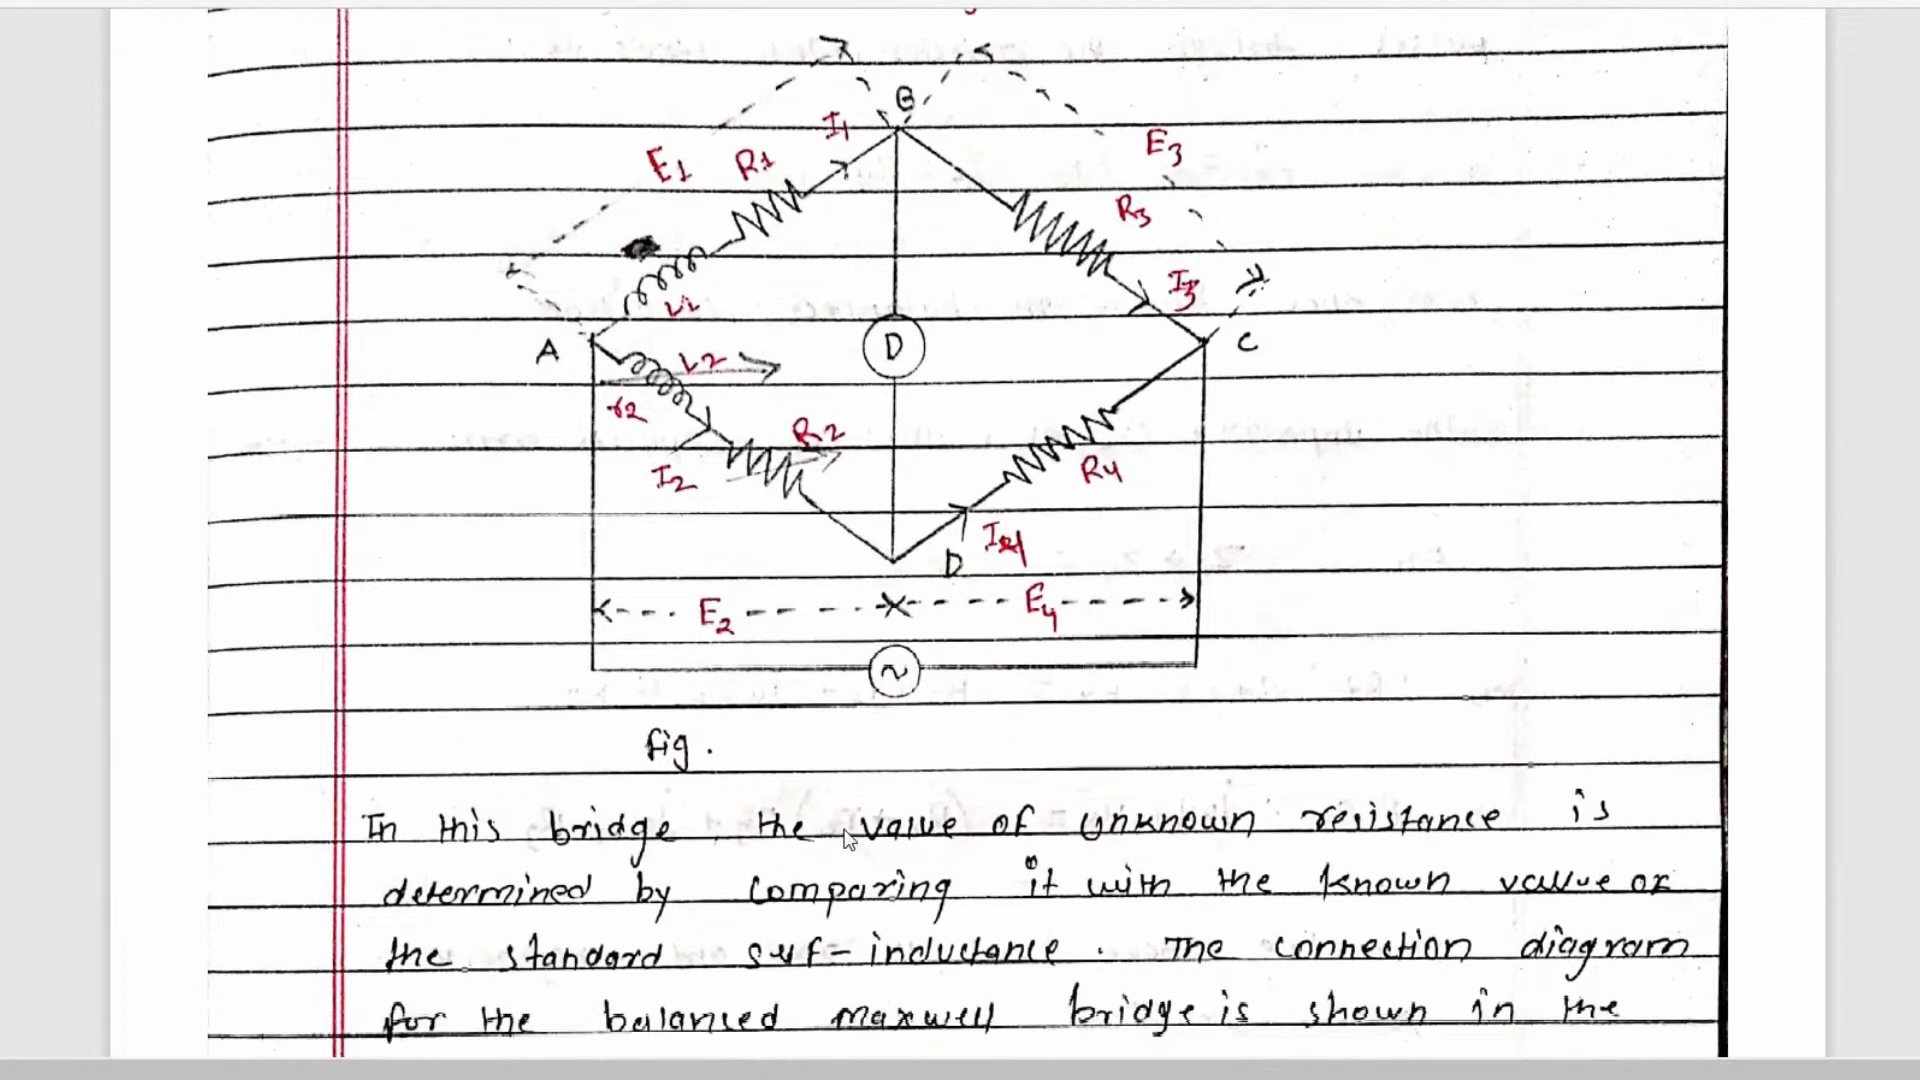 B
I1
E1
R1
E3
R3
I3
L1
A
D
C
L2
r2
R2
I2
R4
D
I4
E2
E4
~
fig.
In this bridge, the value of unknown resistance is
determined by comparing it with the known value of
the standard self-inductance. The connection diagram
for the balanced maxwell bridge is shown in the